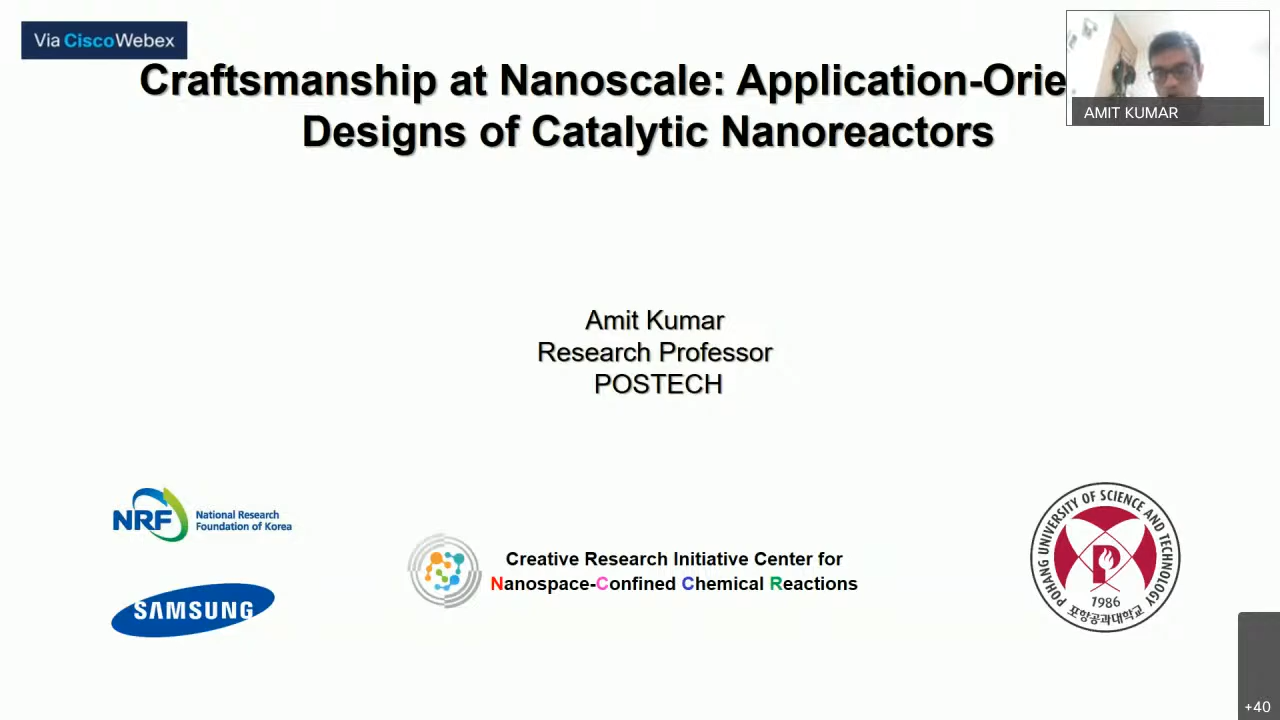 Via CiscoWebex
Craftsmanship at Nanoscale: Application-Orie
Designs of Catalytic Nanoreactors
AMIT KUMAR
Amit Kumar
Research Professor
POSTECH
NRF
National Research
Foundation of Korea
SAMSUNG
Creative Research Initiative Center for
Nanospace-Confined Chemical Reactions
POHANG UNIVERSITY OF SCIENCE AND TECHNOLOGY
1986
포항공과대학교
+40